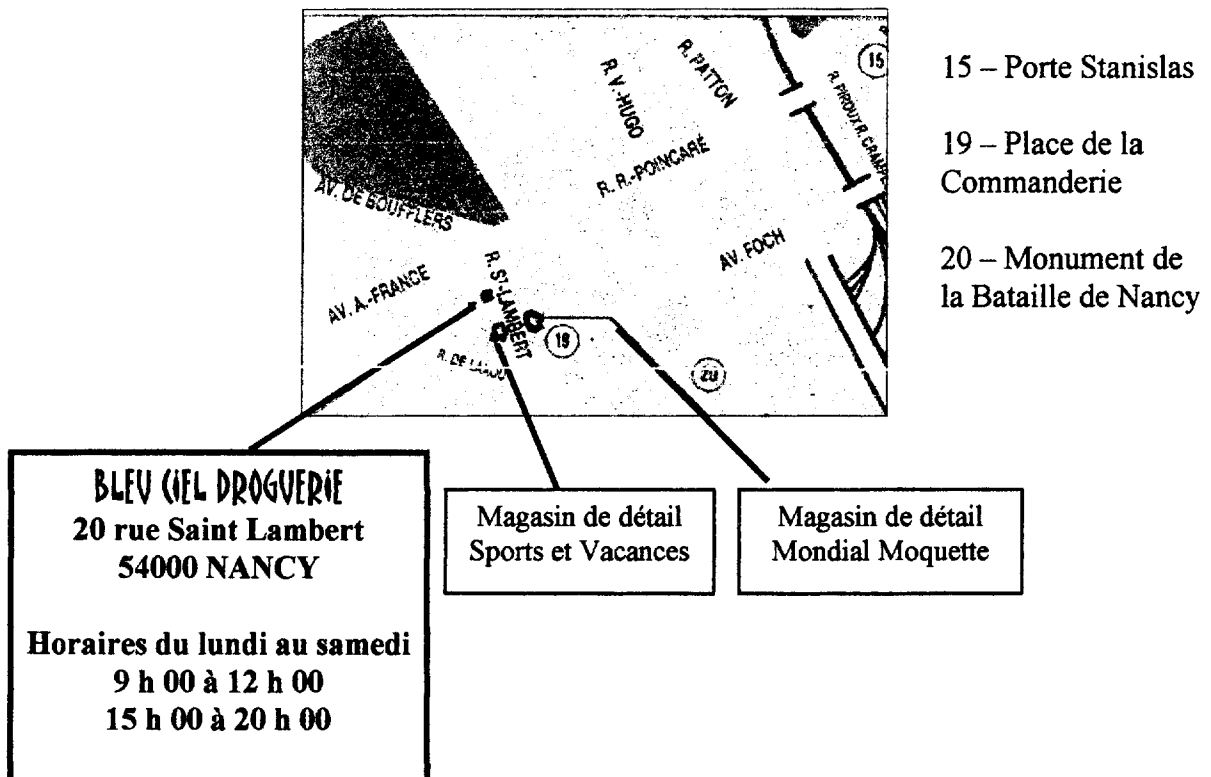 15
R. PATTON
R. V.-HUGO
R. PIROUX
R. R.-POINCARÉ
AV. DE BOUFFLERS
AV. FOCH
R. ST-LAMBERT
AV. A.-FRANCE
19
20
15 – Porte Stanislas
19 – Place de la
Commanderie
20 – Monument de
la Bataille de Nancy
BLEU CIEL DROGUERIE
20 rue Saint Lambert
54000 NANCY
Horaires du lundi au samedi
9 h 00 à 12 h 00
15 h 00 à 20 h 00
Magasin de détail
Sports et Vacances
Magasin de détail
Mondial Moquette